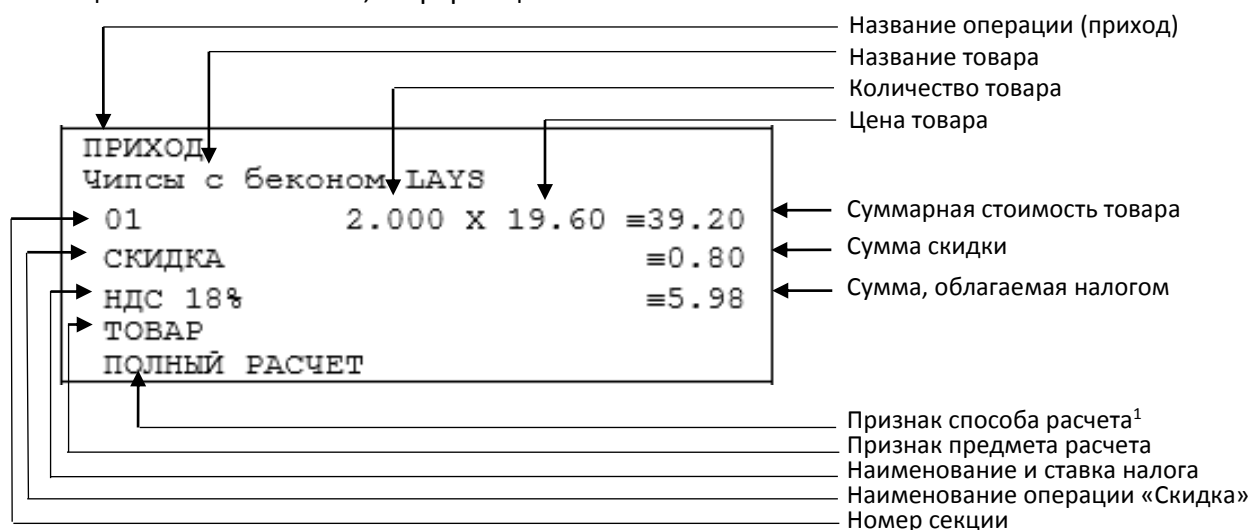 Название операции (приход)
Название товара
Количество товара
Цена товара
ПРИХОД
Чипсы с беконом LAYS
01 2.000 X 19.60 ≡39.20
СКИДКА ≡0.80
НДС 18% ≡5.98
ТОВАР
ПОЛНЫЙ РАСЧЕТ
Суммарная стоимость товара
Сумма скидки
Сумма, облагаемая налогом
Признак способа расчета¹
Признак предмета расчета
Наименование и ставка налога
Наименование операции «Скидка»
Номер секции